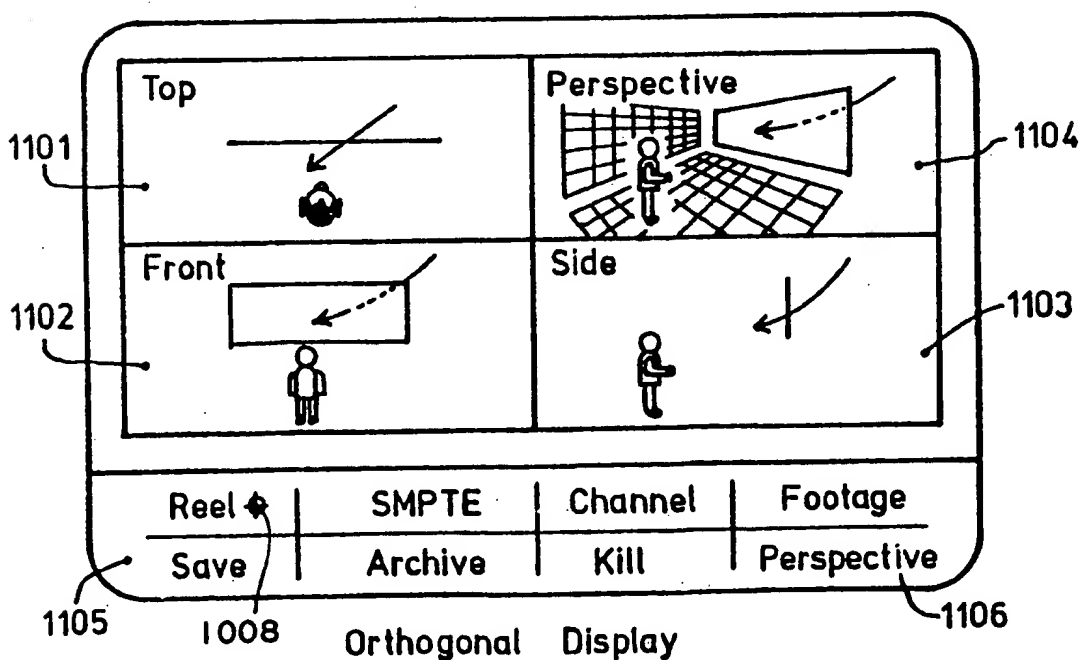 Top
Perspective
1101
1104
Front
Side
1102
1103
Reel SMPTE Channel Footage
Save Archive Kill Perspective
1105
1008
1106
Orthogonal Display